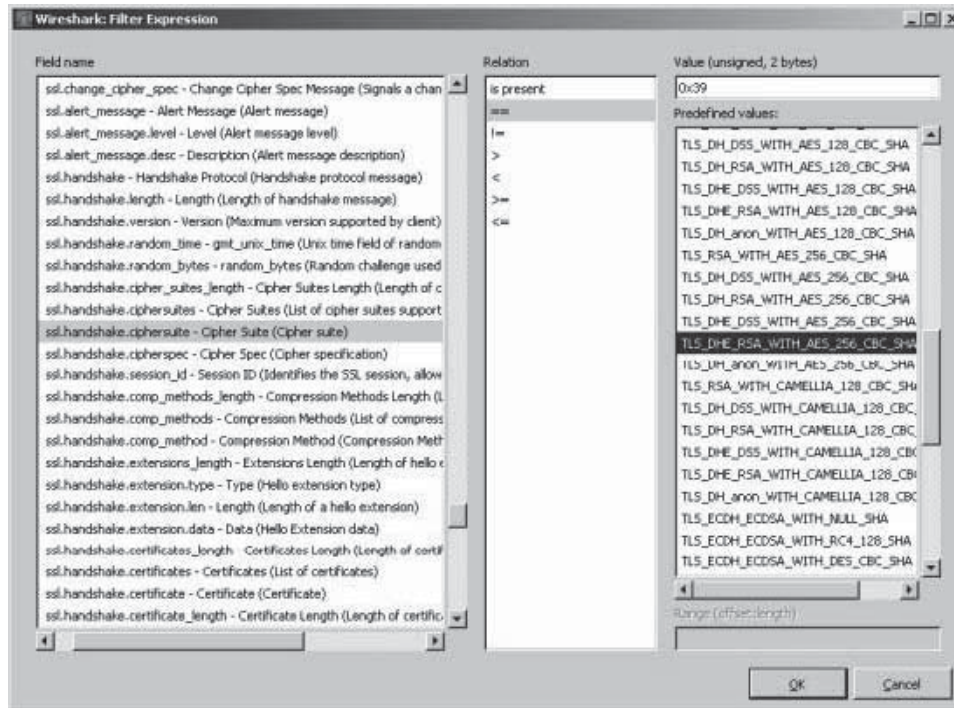 Wireshark: Filter Expression
Field name
ssl.change_cipher_spec - Change Cipher Spec Message (Signals a chan
ssl.alert_message - Alert Message (Alert message)
ssl.alert_message.level - Level (Alert message level)
ssl.alert_message.desc - Description (Alert message description)
ssl.handshake - Handshake Protocol (Handshake protocol message)
ssl.handshake.length - Length (Length of handshake message)
ssl.handshake.version - Version (Maximum version supported by client)
ssl.handshake.random_time - gmt_unix_time (Unix time field of random
ssl.handshake.random_bytes - random_bytes (Random challenge used
ssl.handshake.cipher_suites_length - Cipher Suites Length (Length of c
ssl.handshake.ciphersuites - Cipher Suites (List of cipher suites support
ssl.handshake.ciphersuite - Cipher Suite (Cipher suite)
ssl.handshake.cipherspec - Cipher Spec (Cipher specification)
ssl.handshake.session_id - Session ID (Identifies the SSL session, allow
ssl.handshake.comp_methods_length - Compression Methods Length (L
ssl.handshake.comp_methods - Compression Methods (List of compress
ssl.handshake.comp_method - Compression Method (Compression Meth
ssl.handshake.extensions_length - Extensions Length (Length of hello e
ssl.handshake.extension.type - Type (Hello extension type)
ssl.handshake.extension.len - Length (Length of a hello extension)
ssl.handshake.extension.data - Data (Hello Extension data)
ssl.handshake.certificates_length - Certificates Length (Length of certif
ssl.handshake.certificates - Certificates (List of certificates)
ssl.handshake.certificate - Certificate (Certificate)
ssl.handshake.certificate_length - Certificate Length (Length of certific
Relation
is present
==
!=
>
<
>=
<=
Value (unsigned, 2 bytes)
0x39
Predefined values:
TLS_DH_DSS_WITH_AES_128_CBC_SHA
TLS_DH_RSA_WITH_AES_128_CBC_SHA
TLS_DHE_DSS_WITH_AES_128_CBC_SHA
TLS_DHE_RSA_WITH_AES_128_CBC_SHA
TLS_DH_anon_WITH_AES_128_CBC_SHA
TLS_RSA_WITH_AES_256_CBC_SHA
TLS_DH_DSS_WITH_AES_256_CBC_SHA
TLS_DH_RSA_WITH_AES_256_CBC_SHA
TLS_DHE_DSS_WITH_AES_256_CBC_SHA
TLS_DHE_RSA_WITH_AES_256_CBC_SHA
TLS_DH_anon_WITH_AES_256_CBC_SHA
TLS_RSA_WITH_CAMELLIA_128_CBC_SHA
TLS_DH_DSS_WITH_CAMELLIA_128_CBC_
TLS_DH_RSA_WITH_CAMELLIA_128_CBC_
TLS_DHE_DSS_WITH_CAMELLIA_128_CB
TLS_DHE_RSA_WITH_CAMELLIA_128_CB
TLS_DH_anon_WITH_CAMELLIA_128_CBC
TLS_ECDH_ECDSA_WITH_NULL_SHA
TLS_ECDH_ECDSA_WITH_RC4_128_SHA
TLS_ECDH_ECDSA_WITH_DES_CBC_SHA
Range (offset:length)
OK
Cancel